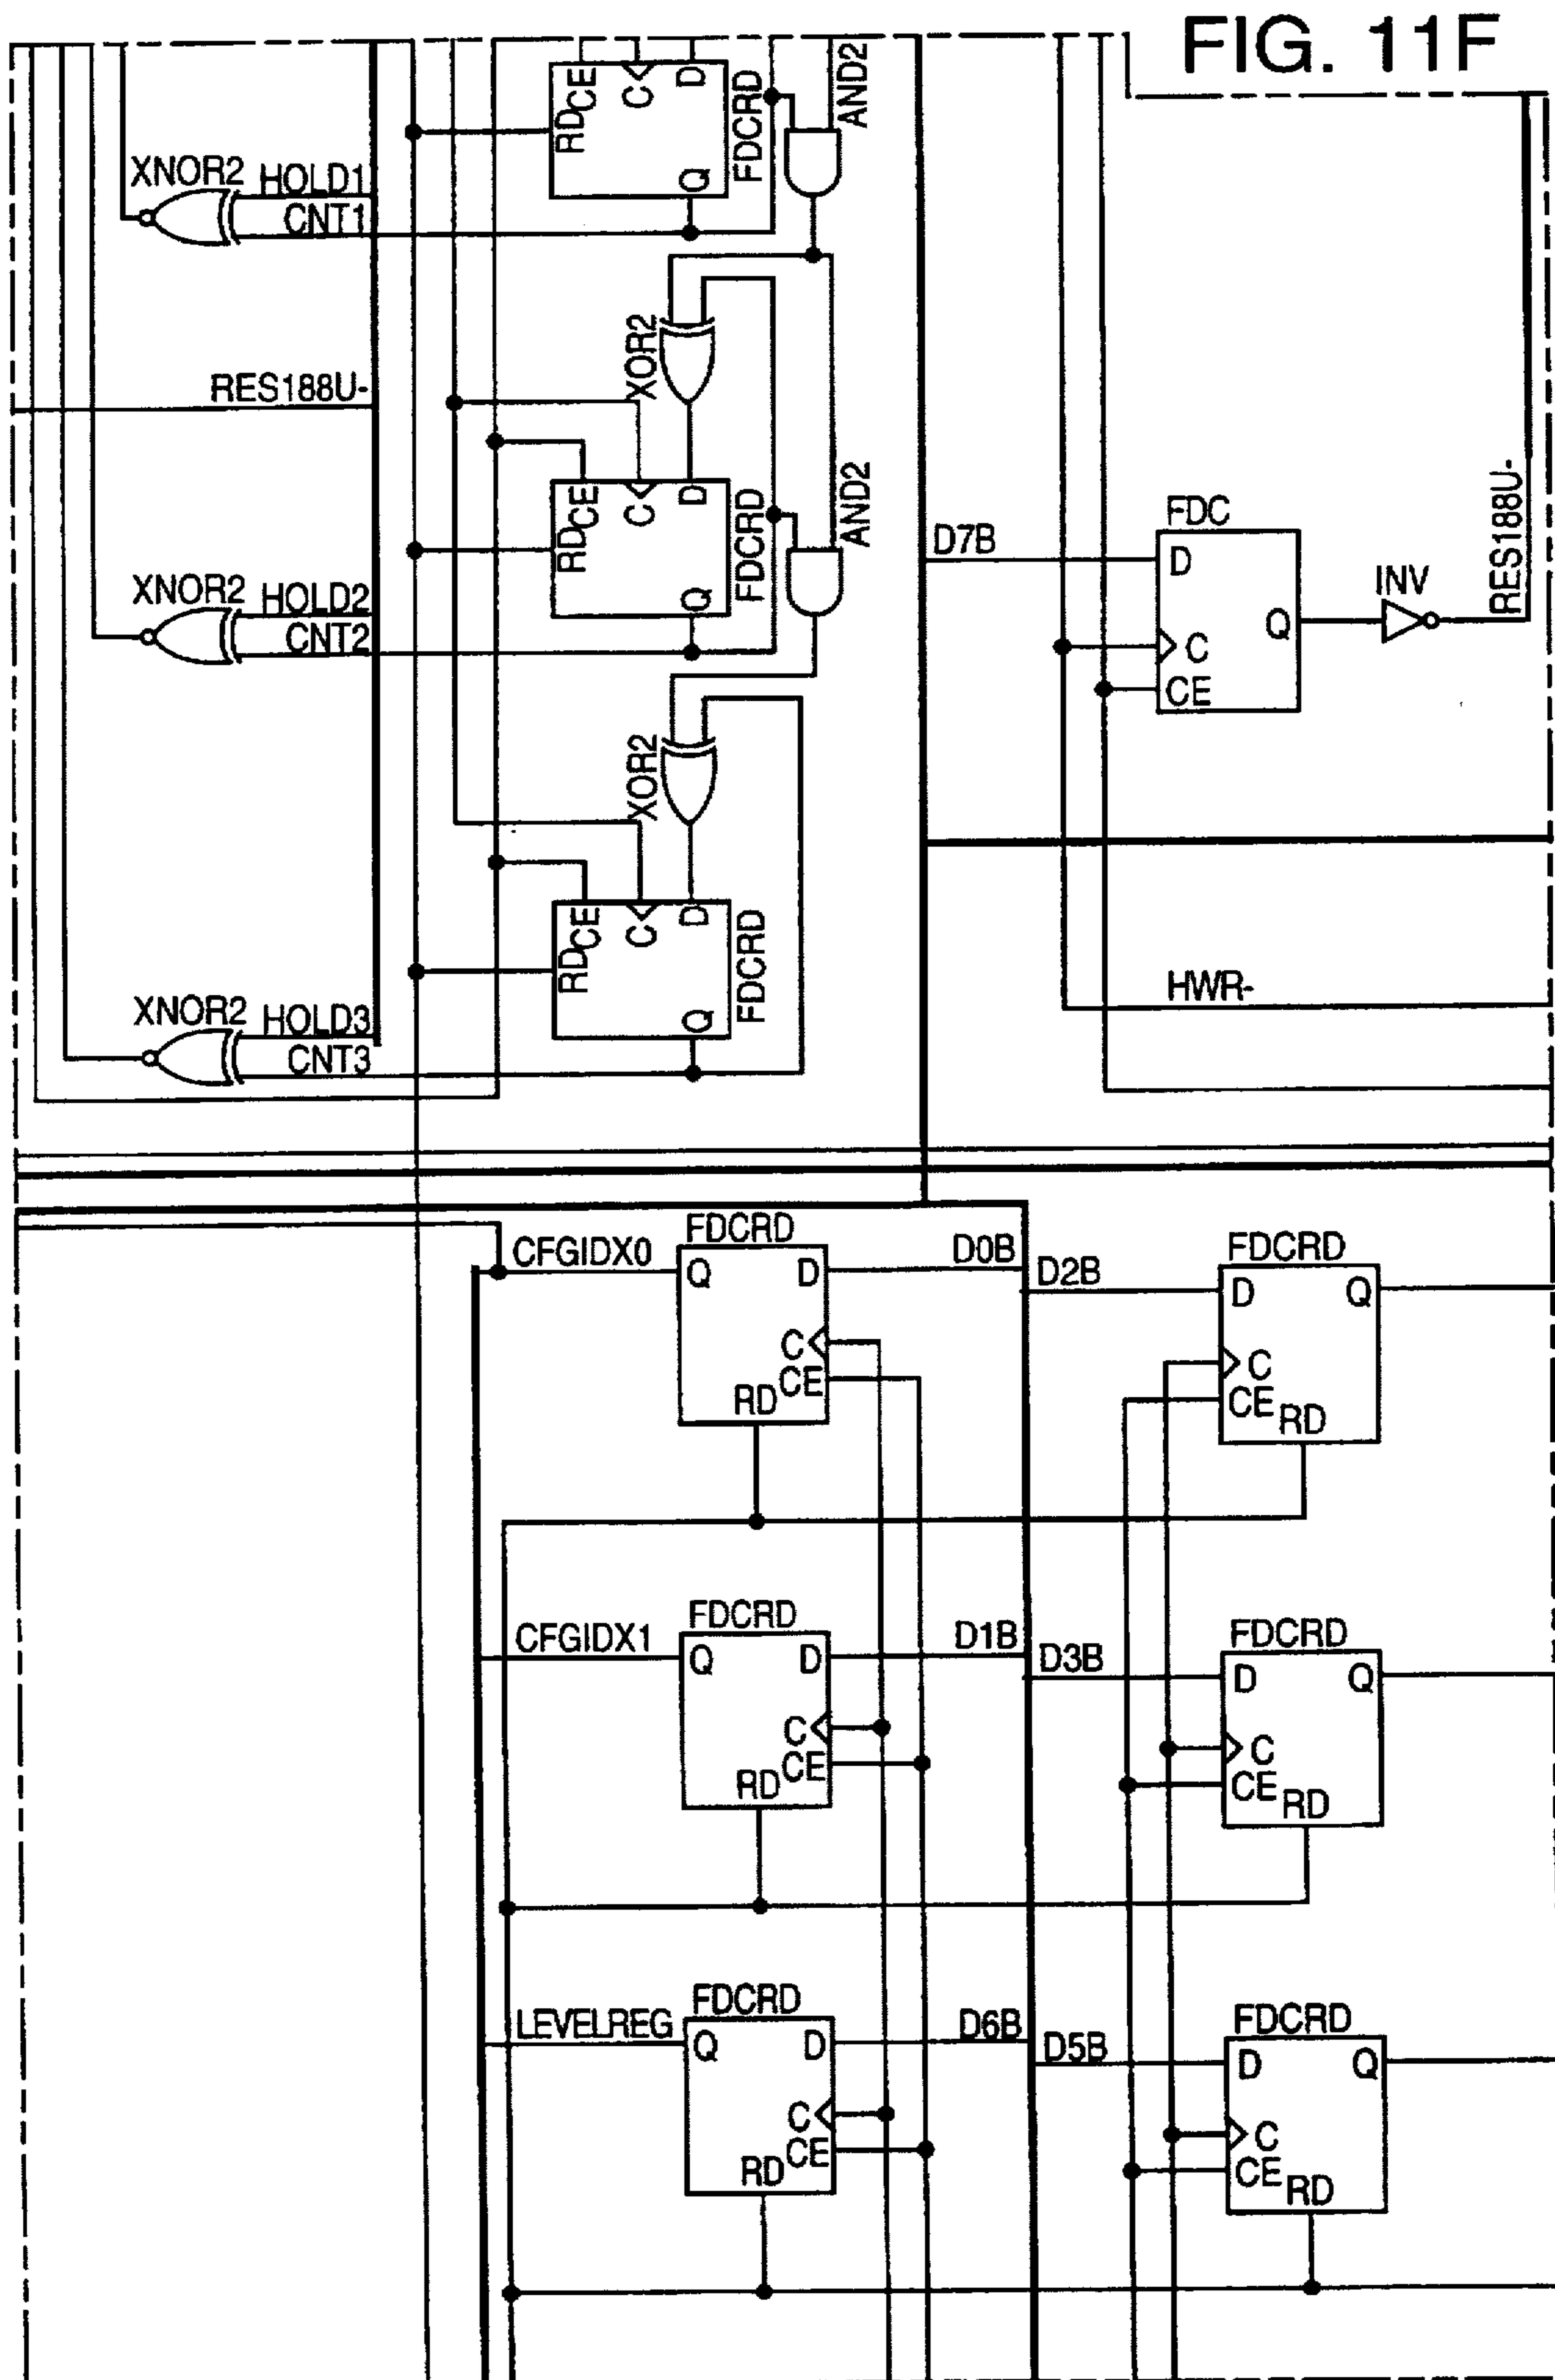 FIG. 11F
CE
C
D
AND2
RD
FDCRD
Q
XNOR2
HOLD1
CNT1
XOR2
RES188U-
CE
C
D
AND2
RD
FDCRD
Q
XNOR2
HOLD2
CNT2
D7B
FDC
D
Q
C
CE
INV
RES188U-
XOR2
CE
C
D
RD
FDCRD
Q
HWR-
XNOR2
HOLD3
CNT3
CFGIDX0
FDCRD
Q
D
C
CE
RD
D0B
D2B
FDCRD
D
Q
C
CE
RD
CFGIDX1
FDCRD
Q
D
C
CE
RD
D1B
D3B
FDCRD
D
Q
C
CE
RD
LEVELREG
FDCRD
Q
D
C
CE
RD
D6B
D5B
FDCRD
D
Q
C
CE
RD